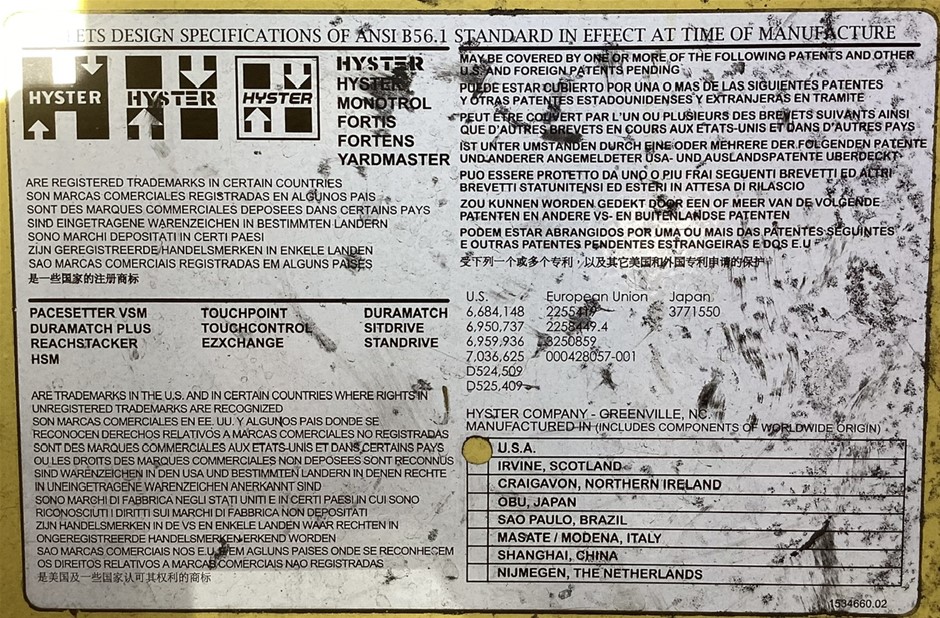 ETS DESIGN SPECIFICATIONS OF ANSI B56.1 STANDARD IN EFFECT AT TIME OF MANUFACTURE
HYSTER
HYSTER
HYSTER
HYSTER
HYSTER
MONOTROL
FORTIS
FORTENS
YARDMASTER
ARE REGISTERED TRADEMARKS IN CERTAIN COUNTRIES
SON MARCAS COMERCIALES REGISTRADAS EN ALGUNOS PAIS
SONT DES MARQUES COMMERCIALES DEPOSEES DANS CERTAINS PAYS
SIND EINGETRAGENE WARENZEICHEN IN BESTIMMTEN LANDERN
SONO MARCHI DEPOSITATI IN CERTI PAESI
ZIJN GEREGISTREERDE HANDELSMERKEN IN ENKELE LANDEN
SAO MARCAS COMERCIAIS REGISTRADAS EM ALGUNS PAISES
是一些国家的注册商标
PACESETTER VSM TOUCHPOINT DURAMATCH
DURAMATCH PLUS TOUCHCONTROL SITDRIVE
REACHSTACKER EZXCHANGE STANDRIVE
HSM
ARE TRADEMARKS IN THE U.S. AND IN CERTAIN COUNTRIES WHERE RIGHTS IN
UNREGISTERED TRADEMARKS ARE RECOGNIZED
SON MARCAS COMERCIALES EN EE. UU. Y ALGUNOS PAIS DONDE SE
RECONOCEN DERECHOS RELATIVOS A MARCAS COMERCIALES NO REGISTRADAS
SONT DES MARQUES COMMERCIALES AUX ETATS-UNIS ET DANS CERTAINS PAYS
OU LES DROITS DES MARQUES COMMERCIALES NON DEPOSEES SONT RECONNUS
SIND WARENZEICHEN IN DEN USA UND BESTIMMTEN LANDERN IN DENEN RECHTE
IN UNEINGETRAGENE WARENZEICHEN ANERKANNT SIND
SONO MARCHI DI FABBRICA NEGLI STATI UNITI E IN CERTI PAESI IN CUI SONO
RICONOSCIUTI I DIRITTI SUI MARCHI DI FABBRICA NON DEPOSITATI
ZIJN HANDELSMERKEN IN DE VS EN ENKELE LANDEN WAAR RECHTEN IN
ONGEREGISTREERDE HANDELSMERKEN ERKEND WORDEN
SAO MARCAS COMERCIAIS NOS E.U. EM AGLUNS PAISES ONDE SE RECONHECEM
OS DIREITOS RELATIVOS A MARCAS COMERCIAIS NAO REGISTRADAS
是美国及一些国家认可其权利的商标
MAY BE COVERED BY ONE OR MORE OF THE FOLLOWING PATENTS AND OTHER
U.S. AND FOREIGN PATENTS PENDING
PUEDE ESTAR CUBIERTO POR UNA O MAS DE LAS SIGUIENTES PATENTES
Y OTRAS PATENTES ESTADOUNIDENSES Y EXTRANJERAS EN TRAMITE
PEUT ETRE COUVERT PAR L'UN OU PLUSIEURS DES BREVETS SUIVANTS AINSI
QUE D'AUTRES BREVETS EN COURS AUX ETATS-UNIS ET DANS D'AUTRES PAYS
IST UNTER UMSTANDEN DURCH EINE ODER MEHRERE DER FOLGENDEN PATENTE
UND ANDERER ANGEMELDETER USA- UND AUSLANDSPATENTE UBERDECKT
PUO ESSERE PROTETTO DA UNO O PIU FRAI SEGUENTI BREVETTI ED ALTRI
BREVETTI STATUNITENSI ED ESTERI IN ATTESA DI RILASCIO
ZOU KUNNEN WORDEN GEDEKT DOOR EEN OF MEER VAN DE VOLGENDE
PATENTEN EN ANDERE VS- EN BUITENLANDSE PATENTEN
PODEM ESTAR ABRANGIDOS POR UMA OU MAIS DAS PATENTES SEGUINTES
E OUTRAS PATENTES PENDENTES ESTRANGEIRAS E DOS E.U
受下列一个或多个专利，以及其它美国和外国专利申请的保护
U.S. European Union Japan
6,684,148 3771550
6,950,737 2258449.4
6,959,936 3250859
7,036,625 000428057-001
D524,509
D525,409
HYSTER COMPANY - GREENVILLE, NC.
MANUFACTURED IN (INCLUDES COMPONENTS OF WORLDWIDE ORIGIN)
U.S.A.
IRVINE, SCOTLAND
CRAIGAVON, NORTHERN IRELAND
OBU, JAPAN
SAO PAULO, BRAZIL
MASATE / MODENA, ITALY
SHANGHAI, CHINA
NIJMEGEN, THE NETHERLANDS
1534660.02